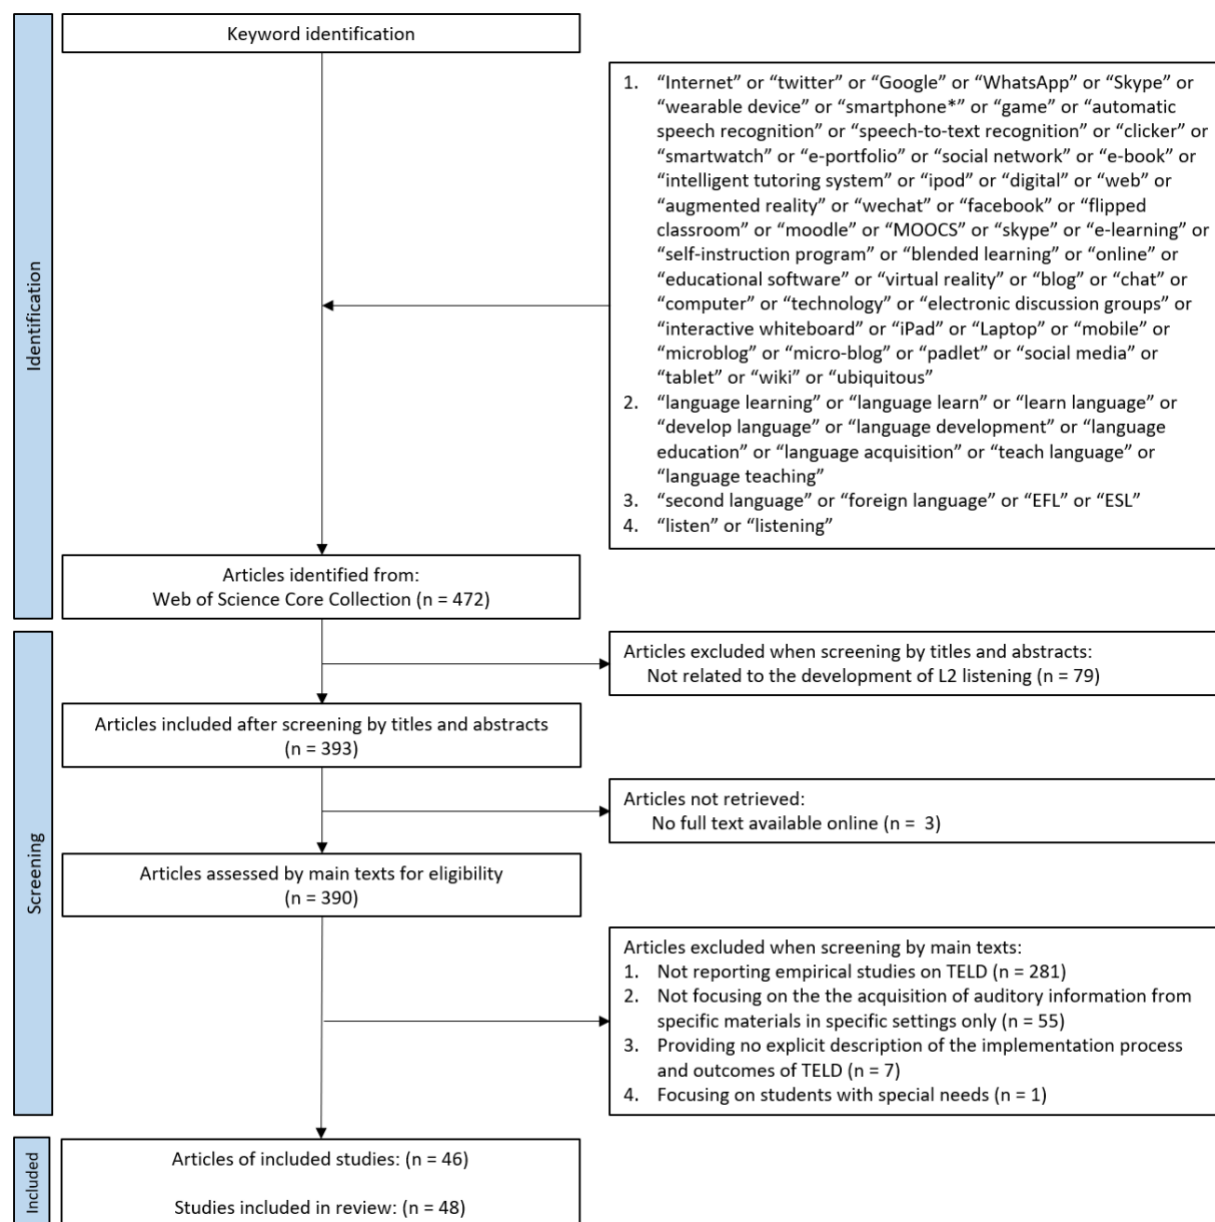 Identification
Keyword identification
1. “Internet” or “twitter” or “Google” or “WhatsApp” or “Skype” or
“wearable device” or “smartphone*” or “game” or “automatic
speech recognition” or “speech-to-text recognition” or “clicker” or
“smartwatch” or “e-portfolio” or “social network” or “e-book” or
“intelligent tutoring system” or “ipod” or “digital” or “web” or
“augmented reality” or “wechat” or “facebook” or “flipped
classroom” or “moodle” or “MOOCS” or “skype” or “e-learning” or
“self-instruction program” or “blended learning” or “online” or
“educational software” or “virtual reality” or “blog” or “chat” or
“computer” or “technology” or “electronic discussion groups” or
“interactive whiteboard” or “iPad” or “Laptop” or “mobile” or
“microblog” or “micro-blog” or “padlet” or “social media” or
“tablet” or “wiki” or “ubiquitous”
2. “language learning” or “language learn” or “learn language” or
“develop language” or “language development” or “language
education” or “language acquisition” or “teach language” or
“language teaching”
3. “second language” or “foreign language” or “EFL” or “ESL”
4. “listen” or “listening”
Articles identified from:
Web of Science Core Collection (n = 472)
Screening
Articles excluded when screening by titles and abstracts:
Not related to the development of L2 listening (n = 79)
Articles included after screening by titles and abstracts
(n = 393)
Articles not retrieved:
No full text available online (n = 3)
Articles assessed by main texts for eligibility
(n = 390)
Articles excluded when screening by main texts:
1. Not reporting empirical studies on TELD (n = 281)
2. Not focusing on the the acquisition of auditory information from
specific materials in specific settings only (n = 55)
3. Providing no explicit description of the implementation process
and outcomes of TELD (n = 7)
4. Focusing on students with special needs (n = 1)
Included
Articles of included studies: (n = 46)
Studies included in review: (n = 48)